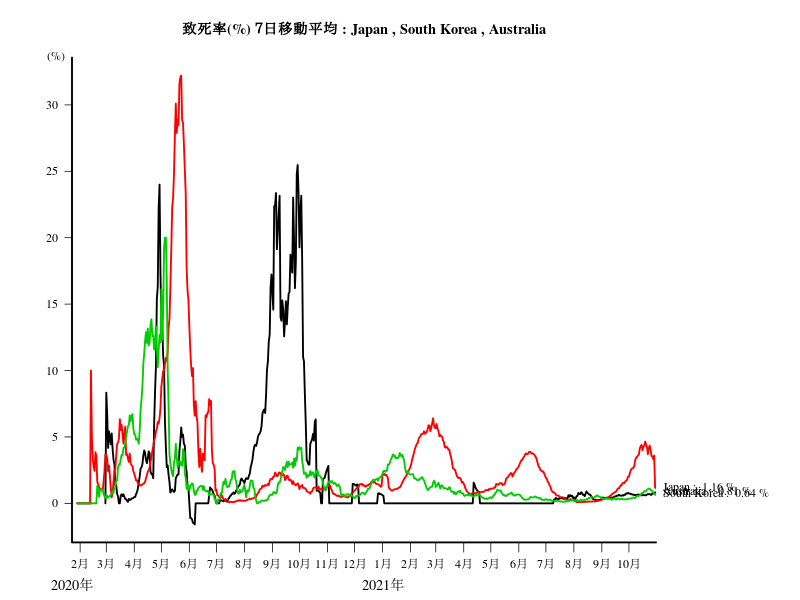 致死率(%) 7日移動平均 : Japan , South Korea , Australia
(%)
30
25
20
15
10
5
0
Japan : 1.16 %
South Korea : 0.64 %
2月 3月 4月 5月 6月 7月 8月 9月 10月 11月 12月 1月 2月 3月 4月 5月 6月 7月 8月 9月 10月
2020年 2021年